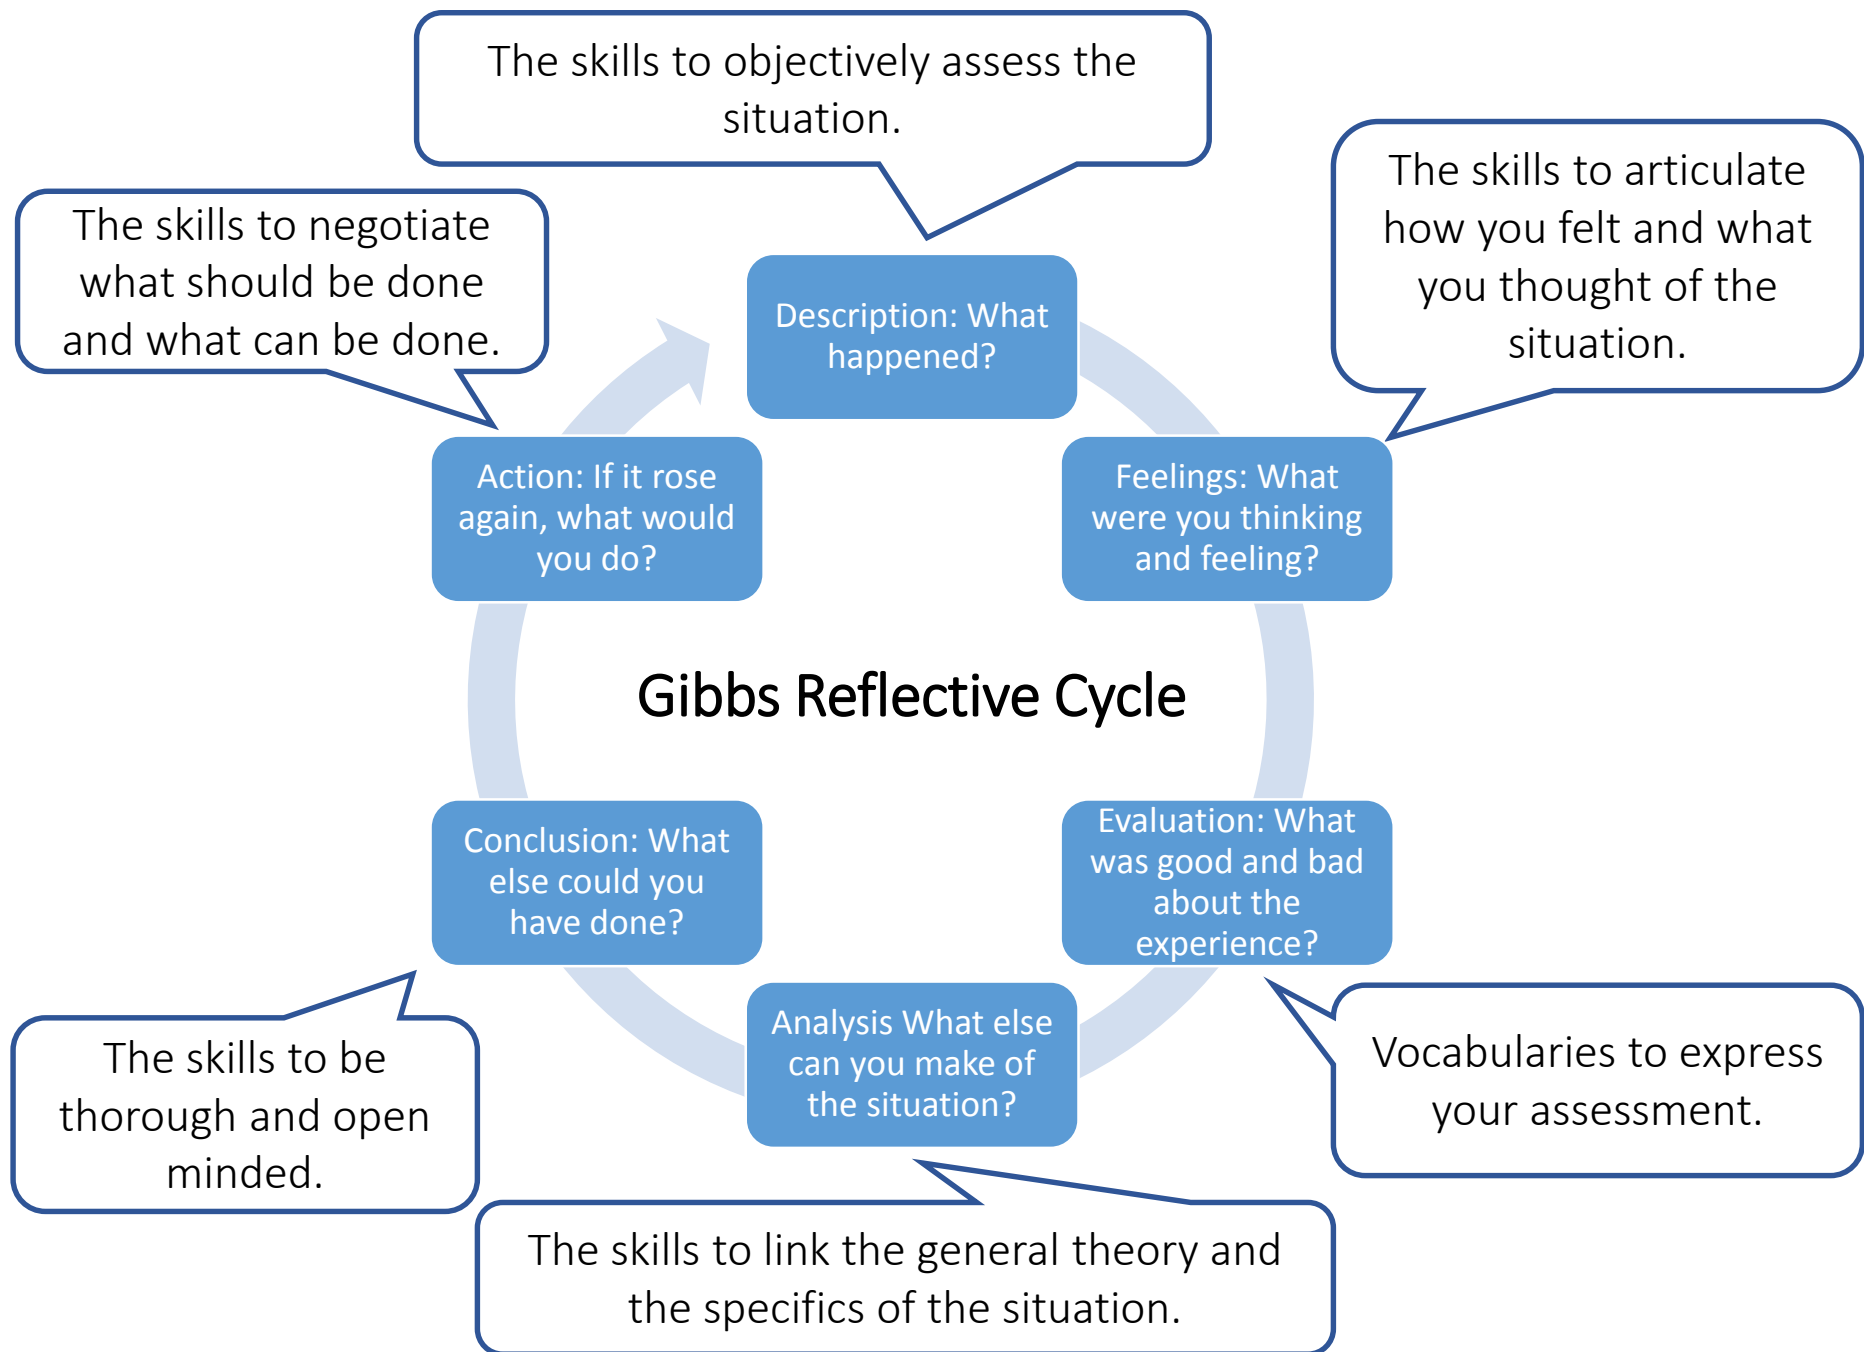 The skills to objectively assess the
situation.
The skills to articulate
how you felt and what
you thought of the
situation.
The skills to negotiate
what should be done
and what can be done.
Description: What
happened?
Action: If it rose
again, what would
you do?
Feelings: What
were you thinking
and feeling?
Gibbs Reflective Cycle
Conclusion: What
else could you
have done?
Evaluation: What
was good and bad
about the
experience?
Analysis What else
can you make of
the situation?
The skills to be
thorough and open
minded.
Vocabularies to express
your assessment.
The skills to link the general theory and
the specifics of the situation.